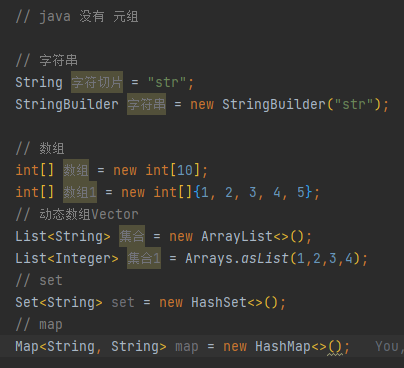 // java 没有 元组
// 字符串
String 字符切片 = "str";
StringBuilder 字符串 = new StringBuilder("str");
// 数组
int[] 数组 = new int[10];
int[] 数组1 = new int[]{1, 2, 3, 4, 5};
// 动态数组Vector
List<String> 集合 = new ArrayList<>();
List<Integer> 集合1 = Arrays.asList(1,2,3,4);
// set
Set<String> set = new HashSet<>();
// map
Map<String, String> map = new HashMap<>(); You,